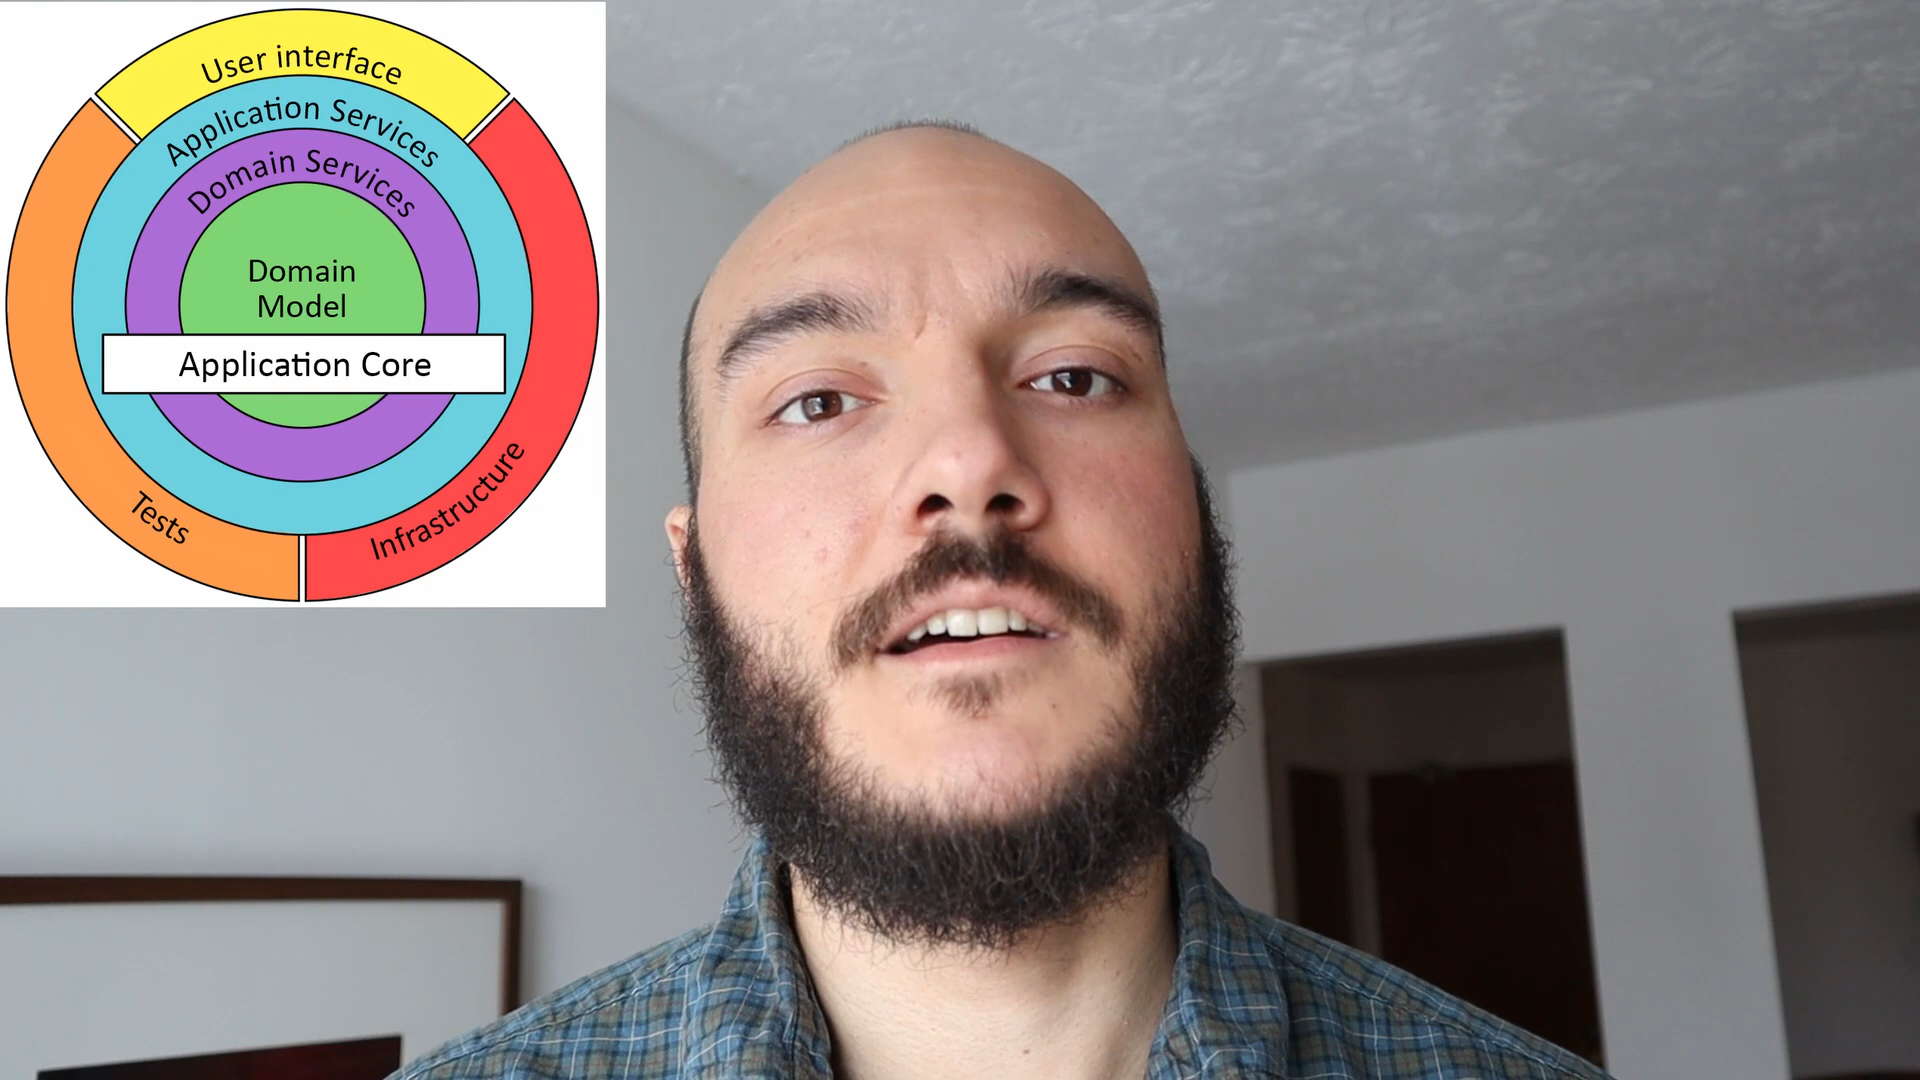 User interface
Application Services
Domain Services
Domain
Model
Application Core
Tests
Infrastructure